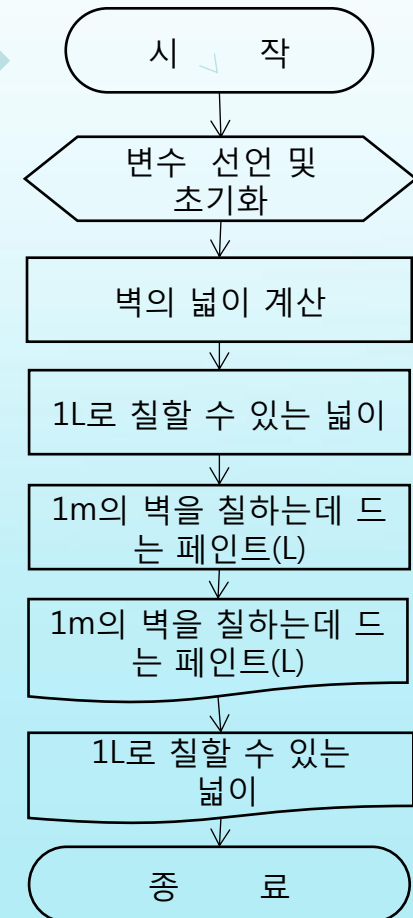 시 작
변수 선언 및
초기화
벽의 넓이 계산
1L로 칠할 수 있는 넓이
1m의 벽을 칠하는데 드
는 페인트(L)
1m의 벽을 칠하는데 드
는 페인트(L)
1L로 칠할 수 있는
넓이
종 료